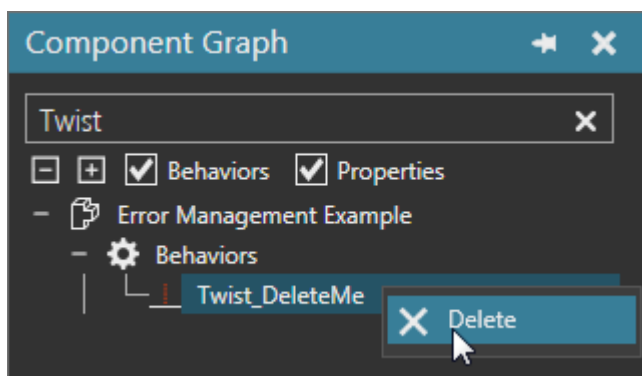 Component Graph
Twist
Behaviors Properties
Error Management Example
Behaviors
Twist_DeleteMe
Delete